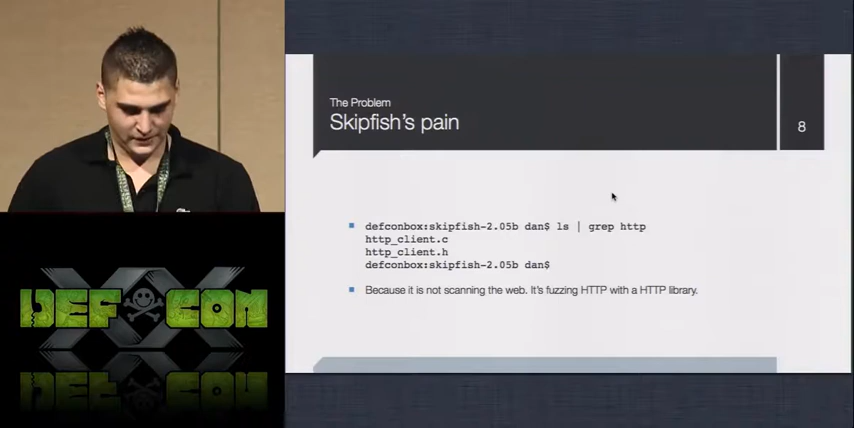 The Problem
Skipfish's pain
8
defconbox:skipfish-2.05b dan$ ls | grep http
http_client.c
http_client.h
defconbox:skipfish-2.05b dan$
Because it is not scanning the web. It's fuzzing HTTP with a HTTP library.
XX
DEF CON